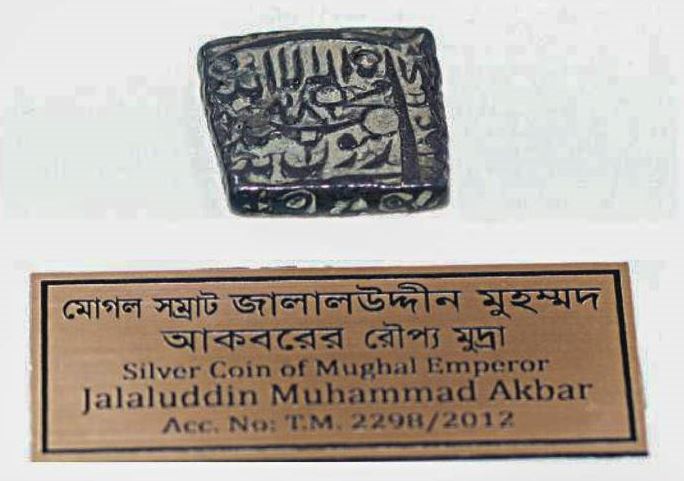 মোগল সম্রাট জালালউদ্দীন মুহম্মদ
আকবরের রৌপ্য মুদ্রা
Silver Coin of Mughal Emperor
Jalaluddin Muhammad Akbar
Acc. No: T.M. 2298/2012